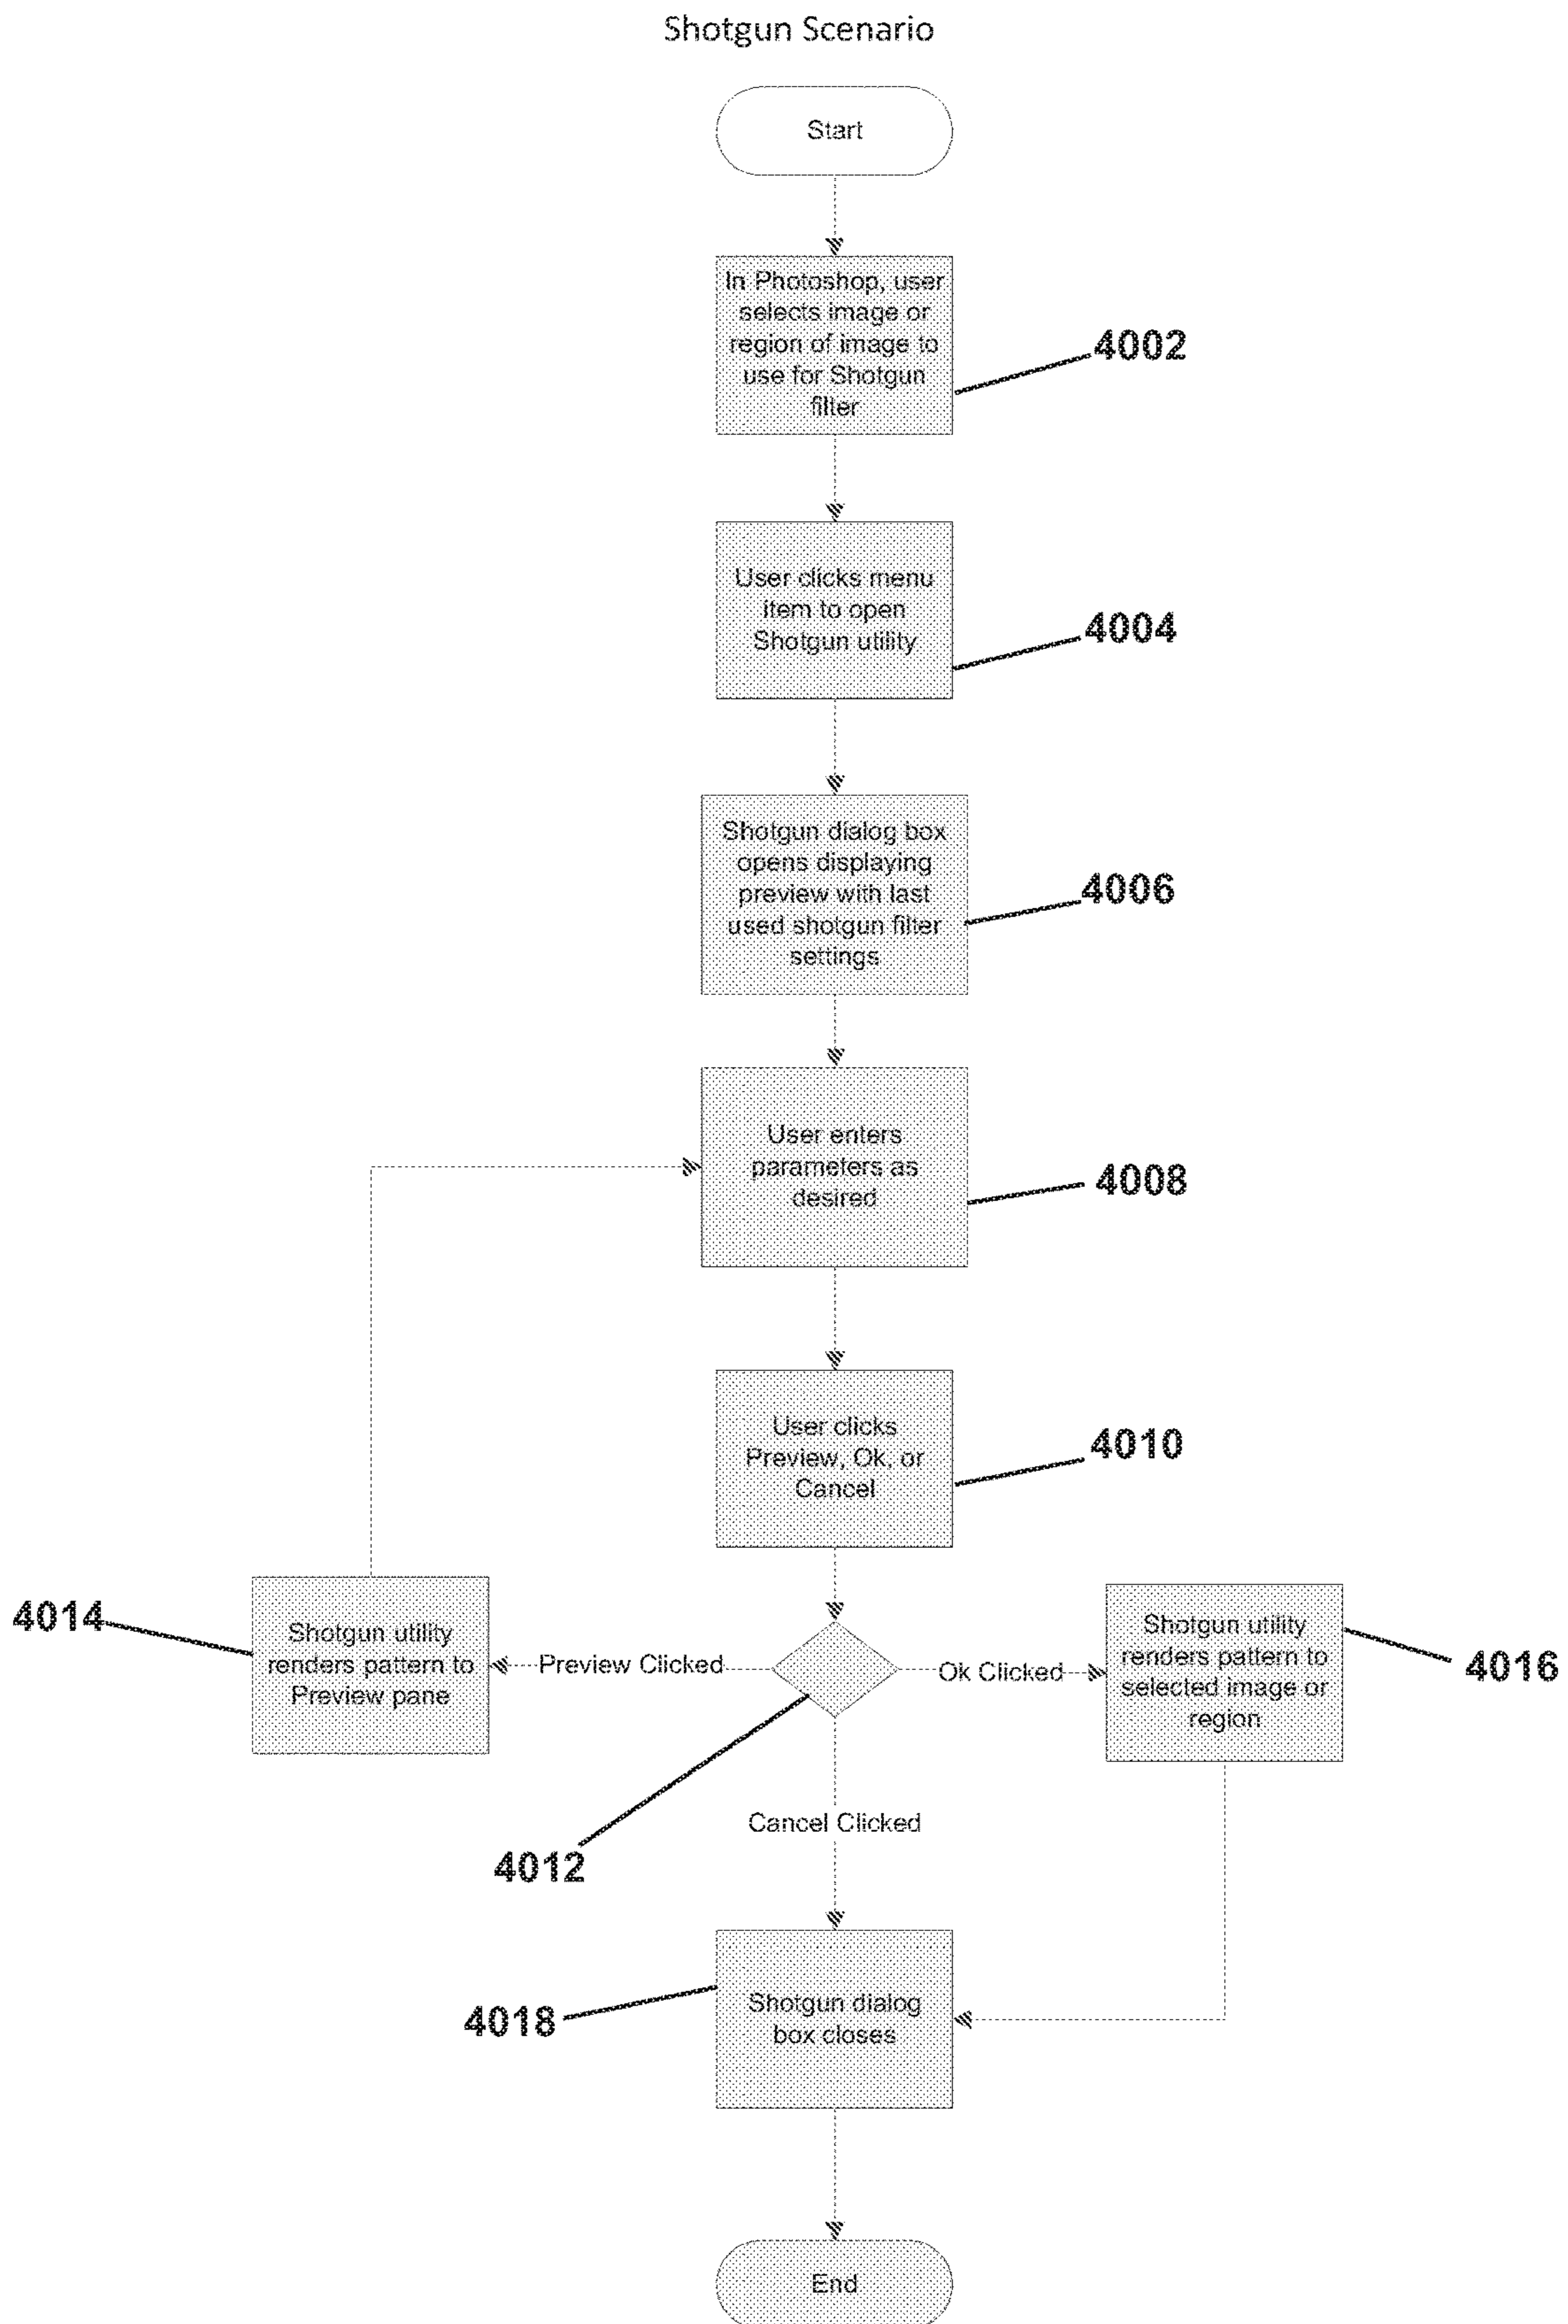 Shotgun Scenario
Start
In Photoshop, user
selects image or
region of image to
use for Shotgun
filter
4002
User clicks menu
item to open
Shotgun utility
4004
Shotgun dialog box
opens displaying
preview with last
used shotgun filter
settings
4006
User enters
parameters as
desired
4008
User clicks
Preview, Ok, or
Cancel
4010
4014
Shotgun utility
renders pattern to
Preview pane
Preview Clicked
Ok Clicked
Shotgun utility
renders pattern to
selected image or
region
4016
Cancel Clicked
4012
4018
Shotgun dialog
box closes
End